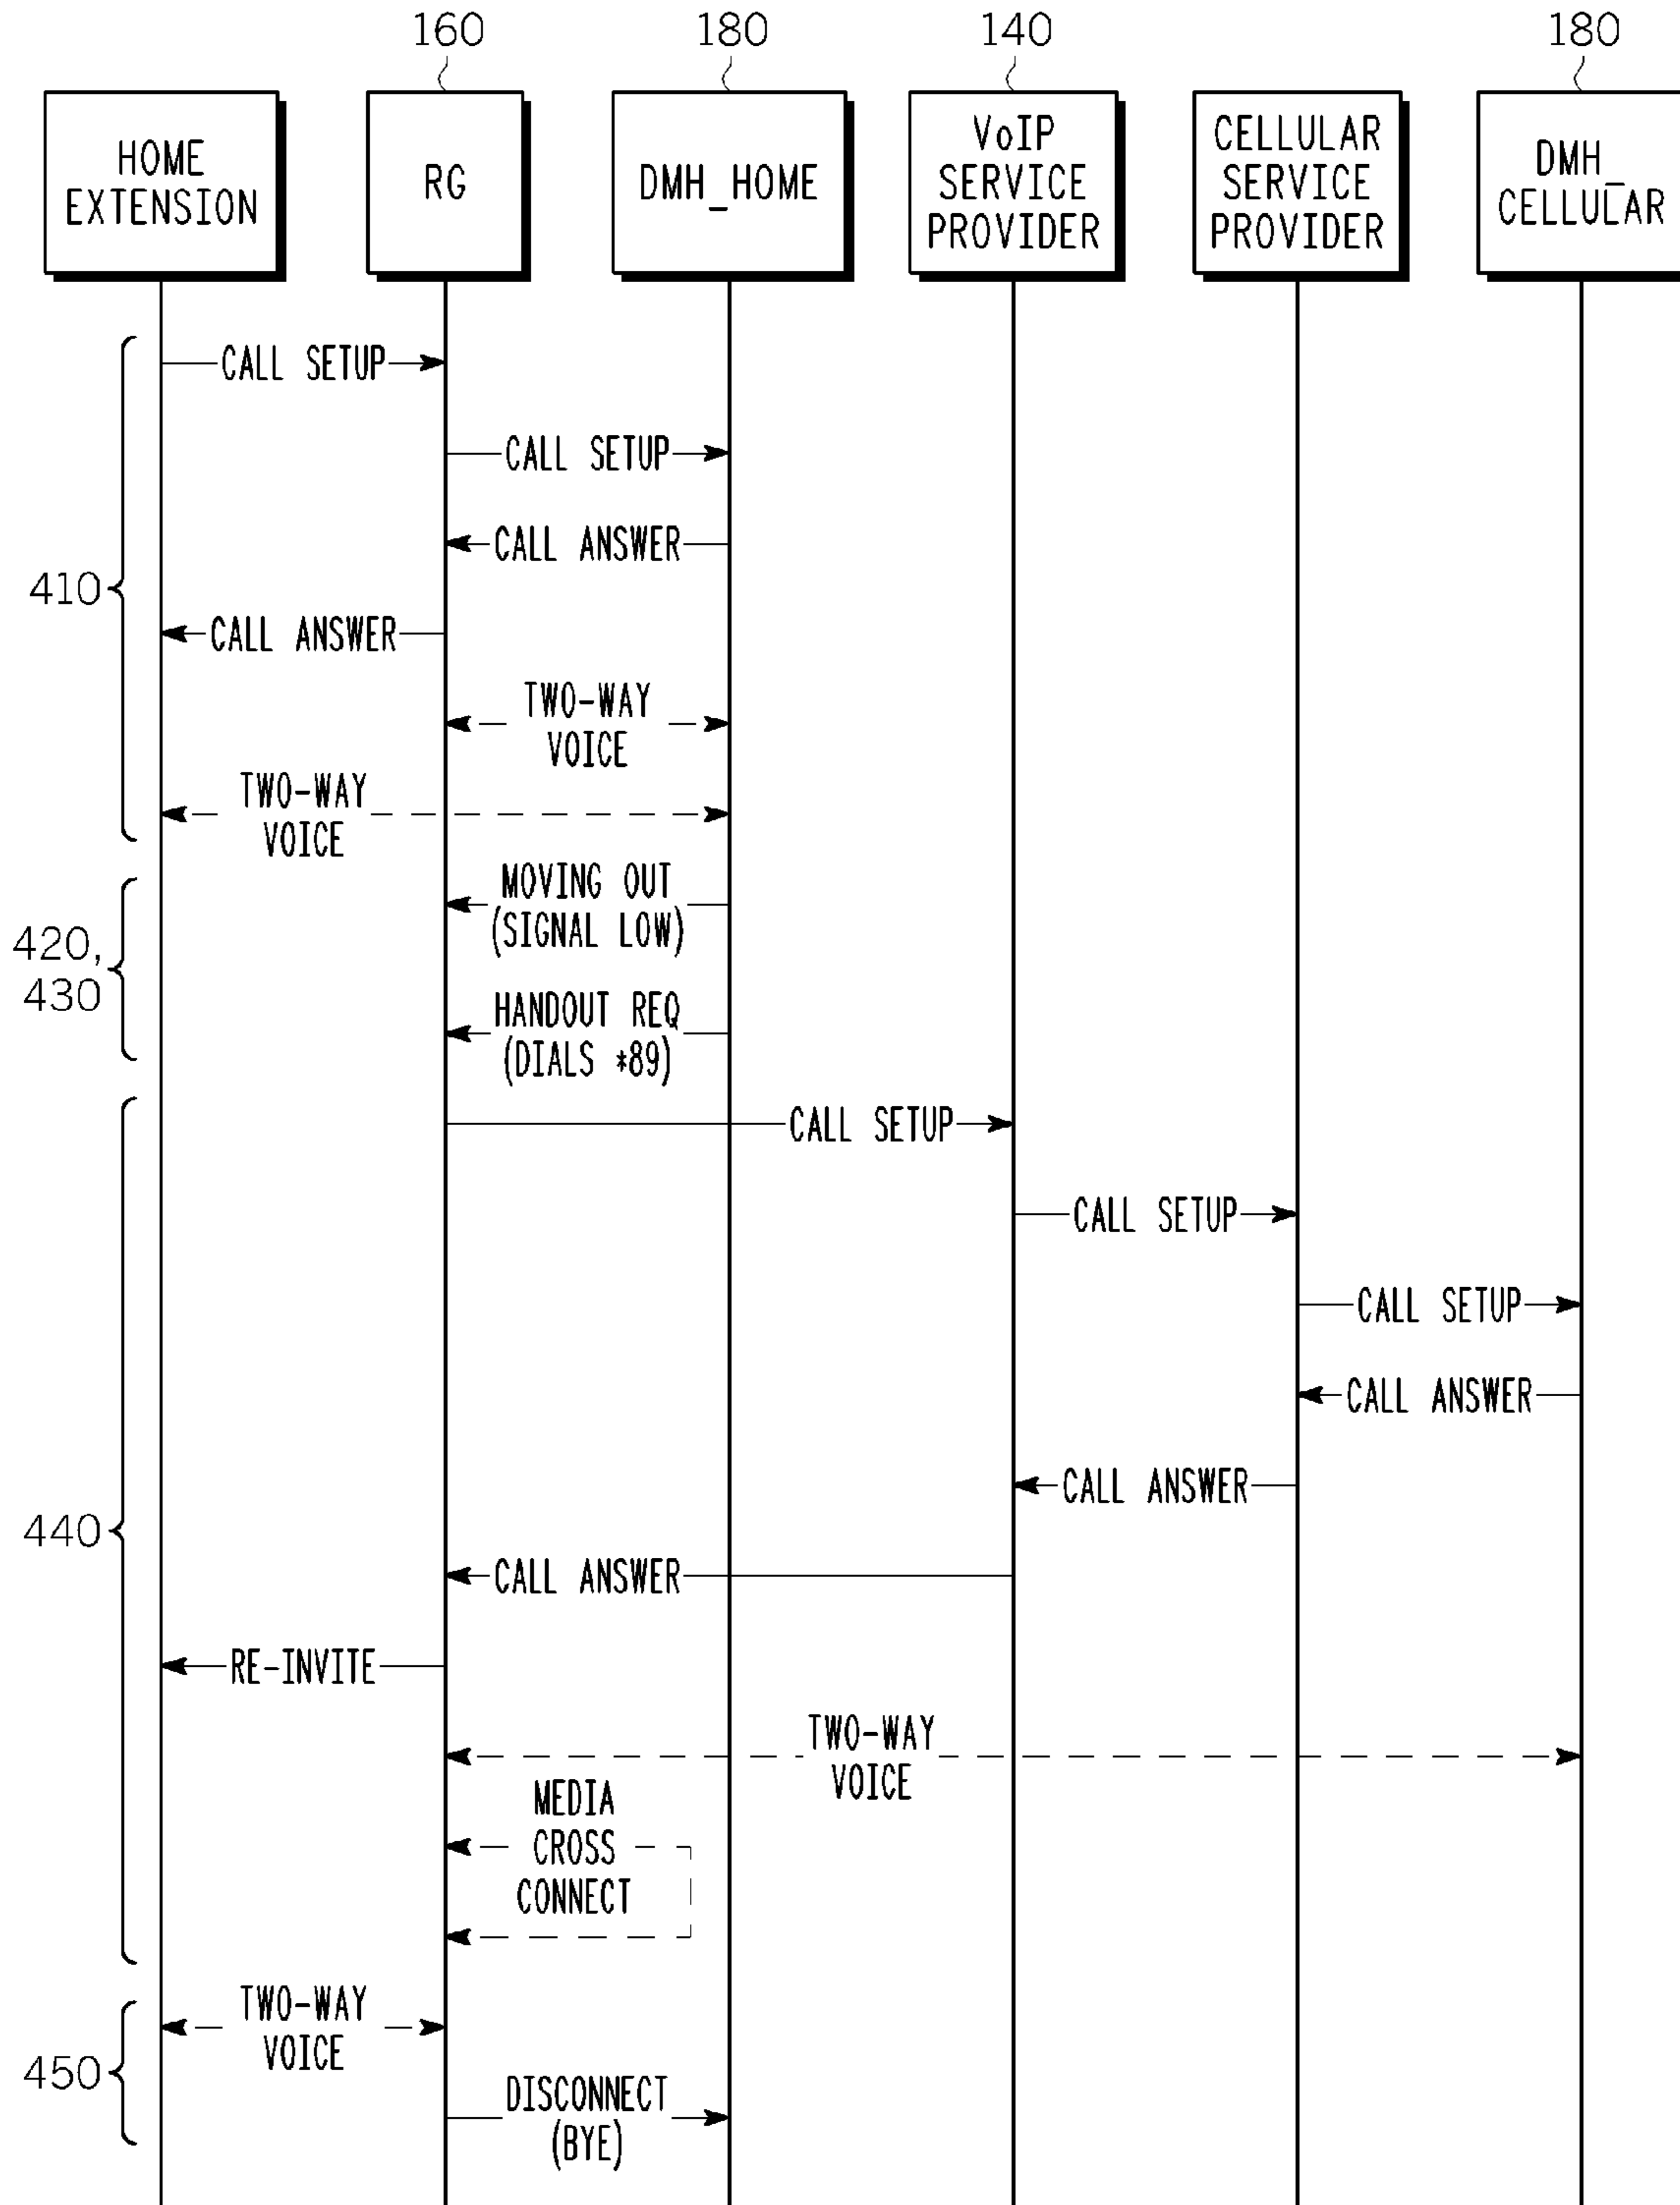 160
180
140
180
HOME
EXTENSION
RG
DMH_HOME
VoIP
SERVICE
PROVIDER
CELLULAR
SERVICE
PROVIDER
DMH_
CELLULAR
CALL SETUP
CALL SETUP
CALL ANSWER
410
CALL ANSWER
TWO-WAY
VOICE
TWO-WAY
VOICE
MOVING OUT
(SIGNAL LOW)
420,
430
HANDOUT REQ
(DIALS *89)
CALL SETUP
CALL SETUP
CALL SETUP
CALL ANSWER
CALL ANSWER
440
CALL ANSWER
RE-INVITE
TWO-WAY
VOICE
MEDIA
CROSS
CONNECT
TWO-WAY
VOICE
450
DISCONNECT
(BYE)